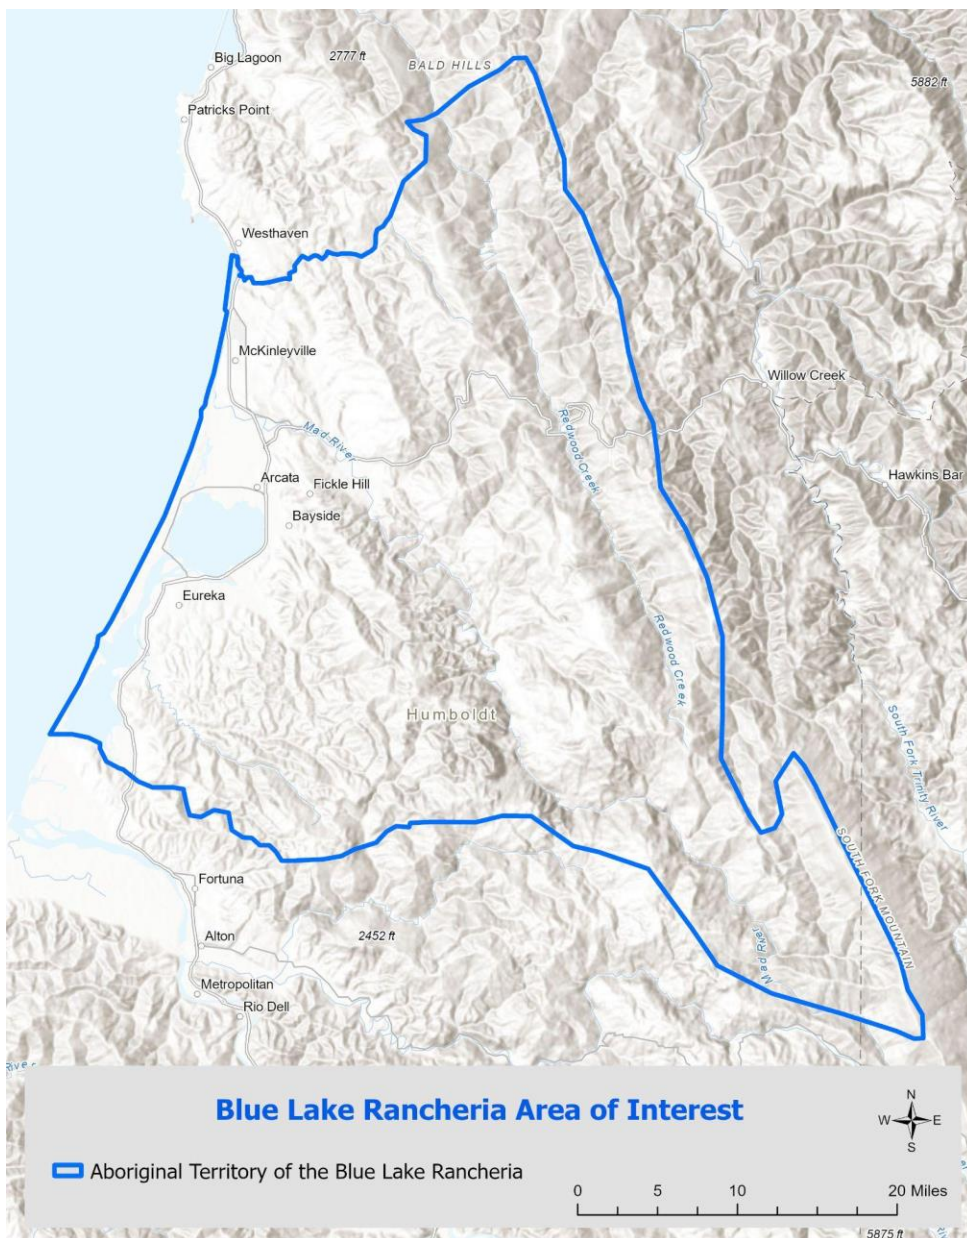 Big Lagoon
2777 ft
BALD HILLS
5882 ft
Patricks Point
Westhaven
McKinleyville
Willow Creek
Mad River
Redwood Creek
Hawkins Bar
Arcata
Fickle Hill
Bayside
Eureka
Redwood Creek
Humboldt
South Fork Trinity River
SOUTH FORK MOUNTAIN
Fortuna
Alton
2452 ft
Mad River
Metropolitan
Rio Dell
River
Blue Lake Rancheria Area of Interest
N
W E
S
Aboriginal Territory of the Blue Lake Rancheria
0 5 10 20 Miles
5875 ft